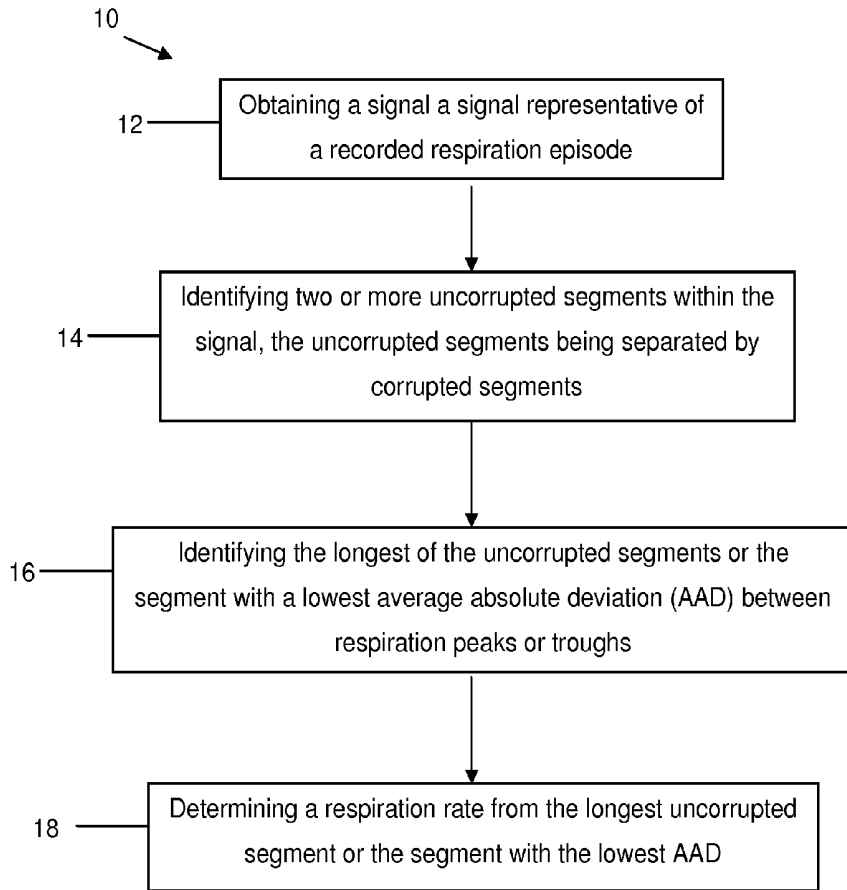 10
12
Obtaining a signal a signal representative of
a recorded respiration episode
14
Identifying two or more uncorrupted segments within the
signal, the uncorrupted segments being separated by
corrupted segments
16
Identifying the longest of the uncorrupted segments or the
segment with a lowest average absolute deviation (AAD) between
respiration peaks or troughs
18
Determining a respiration rate from the longest uncorrupted
segment or the segment with the lowest AAD